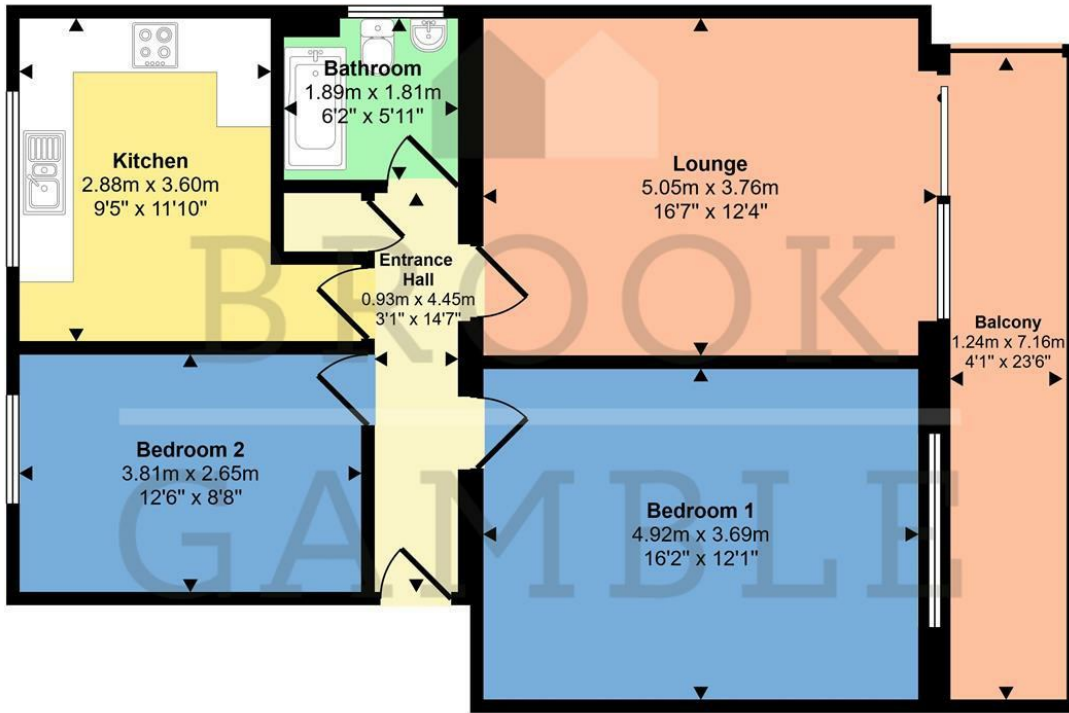 Bathroom
1.89m x 1.81m
6'2" x 5'11"
Kitchen
2.88m x 3.60m
9'5" x 11'10"
Lounge
5.05m x 3.76m
16'7" x 12'4"
Entrance
Hall
0.93m x 4.45m
3'1" x 14'7"
Balcony
1.24m x 7.16m
4'1" x 23'6"
Bedroom 2
3.81m x 2.65m
12'6" x 8'8"
Bedroom 1
4.92m x 3.69m
16'2" x 12'1"
BROOK
GAMBLE